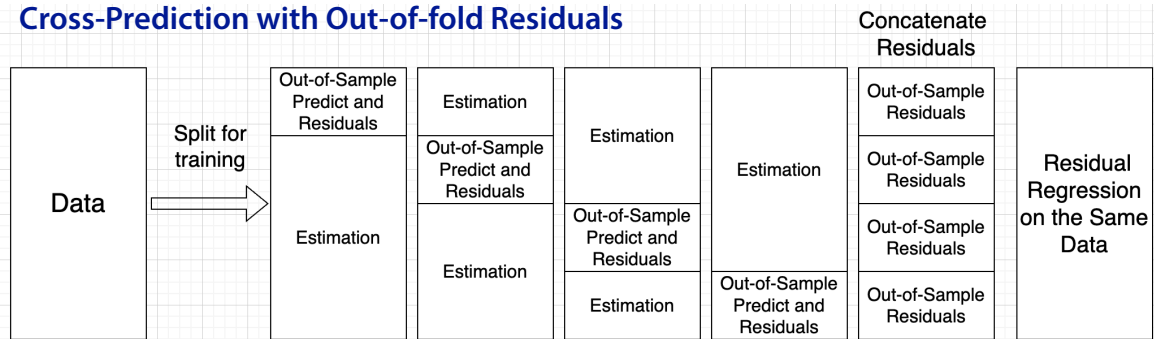 Cross-Prediction with Out-of-fold Residuals
Concatenate
Residuals
Data
Split for
training
Out-of-Sample
Predict and
Residuals
Estimation
Estimation
Out-of-Sample
Predict and
Residuals
Estimation
Estimation
Out-of-Sample
Predict and
Residuals
Estimation
Estimation
Out-of-Sample
Predict and
Residuals
Out-of-Sample
Residuals
Out-of-Sample
Residuals
Out-of-Sample
Residuals
Out-of-Sample
Residuals
Residual
Regression
on the Same
Data